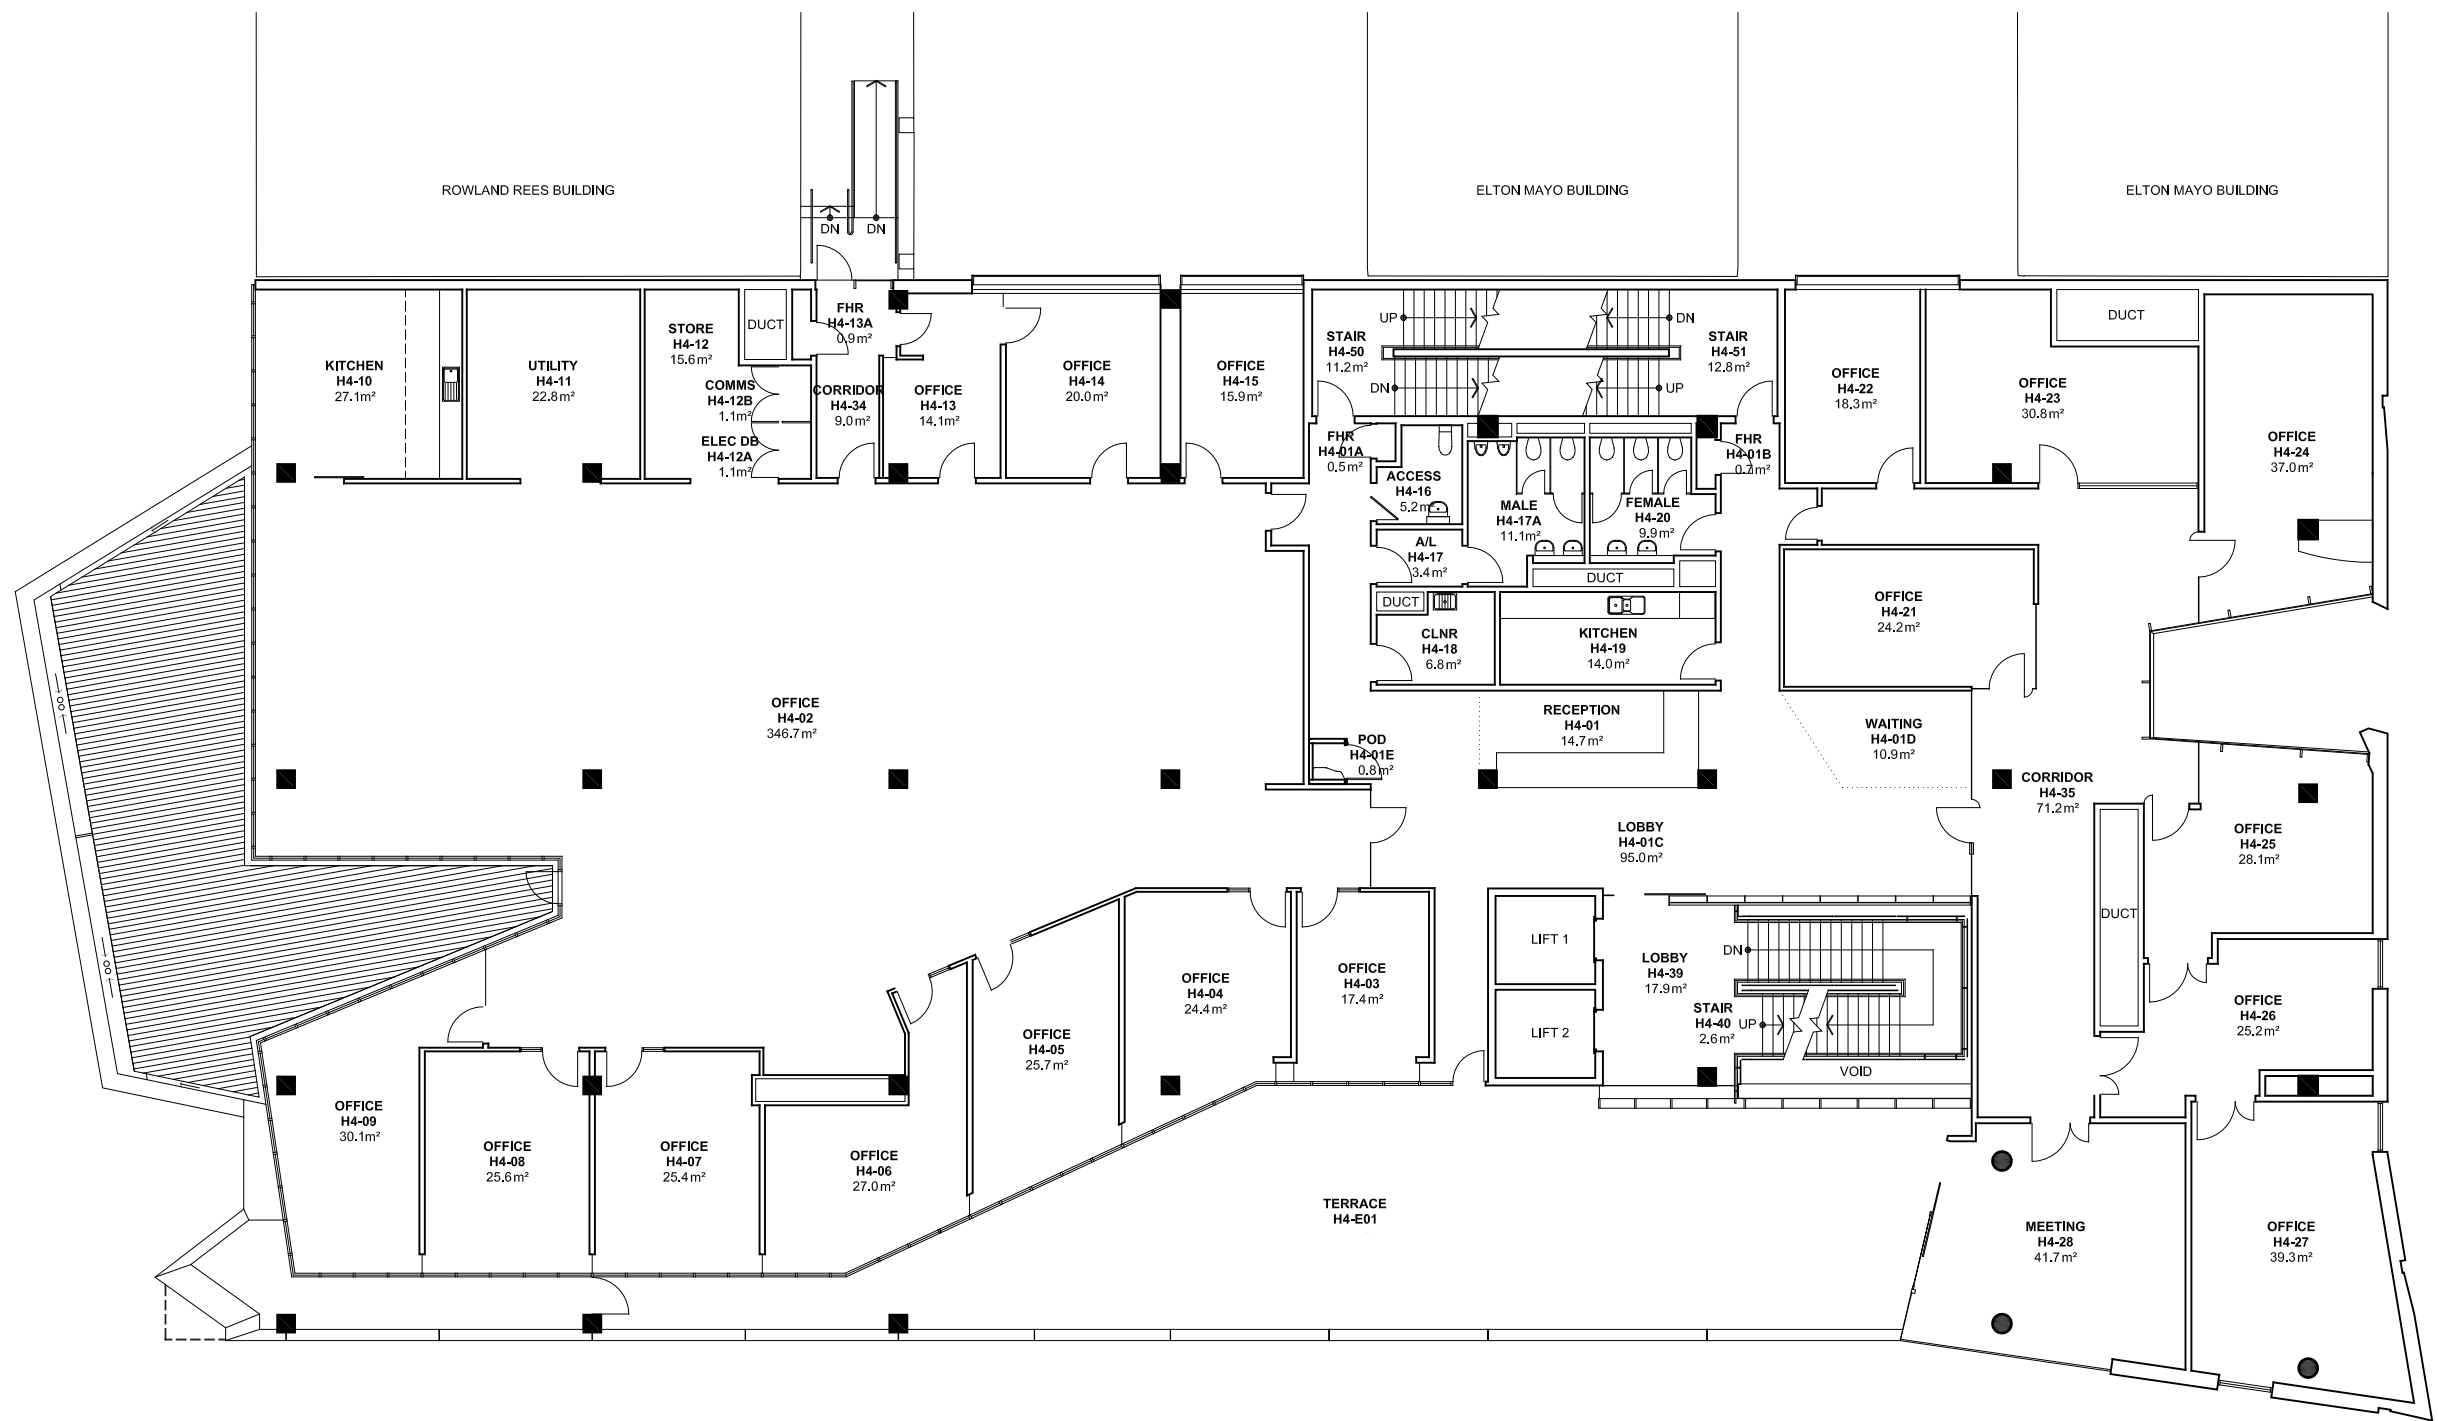 ROWLAND REES BUILDING
ELTON MAYO BUILDING
ELTON MAYO BUILDING
DN
DN
KITCHEN
H4-10
27.1m²
UTILITY
H4-11
22.8m²
STORE
H4-12
15.6m²
DUCT
COMMS
H4-12B
1.1m²
ELEC DB
H4-12A
1.1m²
FHR
H4-13A
0.9m²
CORRIDOR
H4-34
9.0m²
OFFICE
H4-13
14.1m²
OFFICE
H4-14
20.0m²
OFFICE
H4-15
15.9m²
STAIR
H4-50
11.2m²
UP
DN
DN
UP
STAIR
H4-51
12.8m²
OFFICE
H4-22
18.3m²
OFFICE
H4-23
30.8m²
DUCT
OFFICE
H4-24
37.0m²
FHR
H4-01A
0.5m²
ACCESS
H4-16
5.2m²
MALE
H4-17A
11.1m²
FEMALE
H4-20
9.9m²
FHR
H4-01B
0.7m²
A/L
H4-17
3.4m²
DUCT
DUCT
CLNR
H4-18
6.8m²
KITCHEN
H4-19
14.0m²
OFFICE
H4-21
24.2m²
OFFICE
H4-02
346.7m²
POD
H4-01E
0.8m²
RECEPTION
H4-01
14.7m²
WAITING
H4-01D
10.9m²
CORRIDOR
H4-35
71.2m²
LOBBY
H4-01C
95.0m²
OFFICE
H4-25
28.1m²
DUCT
LIFT 1
LIFT 2
LOBBY
H4-39
17.9m²
DN
STAIR
H4-40
2.6m²
UP
VOID
OFFICE
H4-26
25.2m²
OFFICE
H4-03
17.4m²
OFFICE
H4-04
24.4m²
OFFICE
H4-05
25.7m²
OFFICE
H4-06
27.0m²
OFFICE
H4-07
25.4m²
OFFICE
H4-08
25.6m²
OFFICE
H4-09
30.1m²
TERRACE
H4-E01
MEETING
H4-28
41.7m²
OFFICE
H4-27
39.3m²